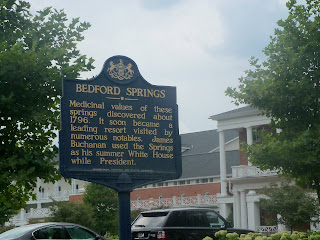 BEDFORD SPRINGS
Medicinal values of these
springs discovered about
1796. It soon became a
leading resort visited by
numerous notables. James
Buchanan used the Springs
as his summer White House
while President.